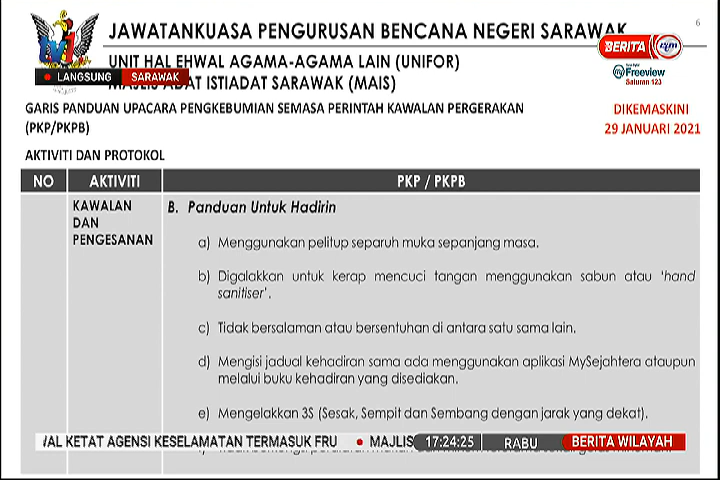 JAWATANKUASA PENGURUSAN BENCANA NEGERI SARAWAK
6
UNIT HAL EHWAL AGAMA-AGAMA LAIN (UNIFOR)
MAJLIS ADAT ISTIADAT SARAWAK (MAIS)
BERITA rtm
Freeview
Saluran 123
LANGSUNG SARAWAK
GARIS PANDUAN UPACARA PENGKEBUMIAN SEMASA PERINTAH KAWALAN PERGERAKAN
(PKP/PKPB)
DIKEMASKINI
29 JANUARI 2021
AKTIVITI DAN PROTOKOL
NO AKTIVITI PKP / PKPB
KAWALAN
DAN
PENGESANAN
B. Panduan Untuk Hadirin
a) Menggunakan pelitup separuh muka sepanjang masa.
b) Digalakkan untuk kerap mencuci tangan menggunakan sabun atau 'hand
sanitiser'.
c) Tidak bersalaman atau bersentuhan di antara satu sama lain.
d) Mengisi jadual kehadiran sama ada menggunakan aplikasi MySejahtera ataupun
melalui buku kehadiran yang disediakan.
e) Mengelakkan 3S (Sesak, Sempit dan Sembang dengan jarak yang dekat).
WAL KETAT AGENSI KESELAMATAN TERMASUK FRU • MAJLIS 17:24:25 RABU BERITA WILAYAH